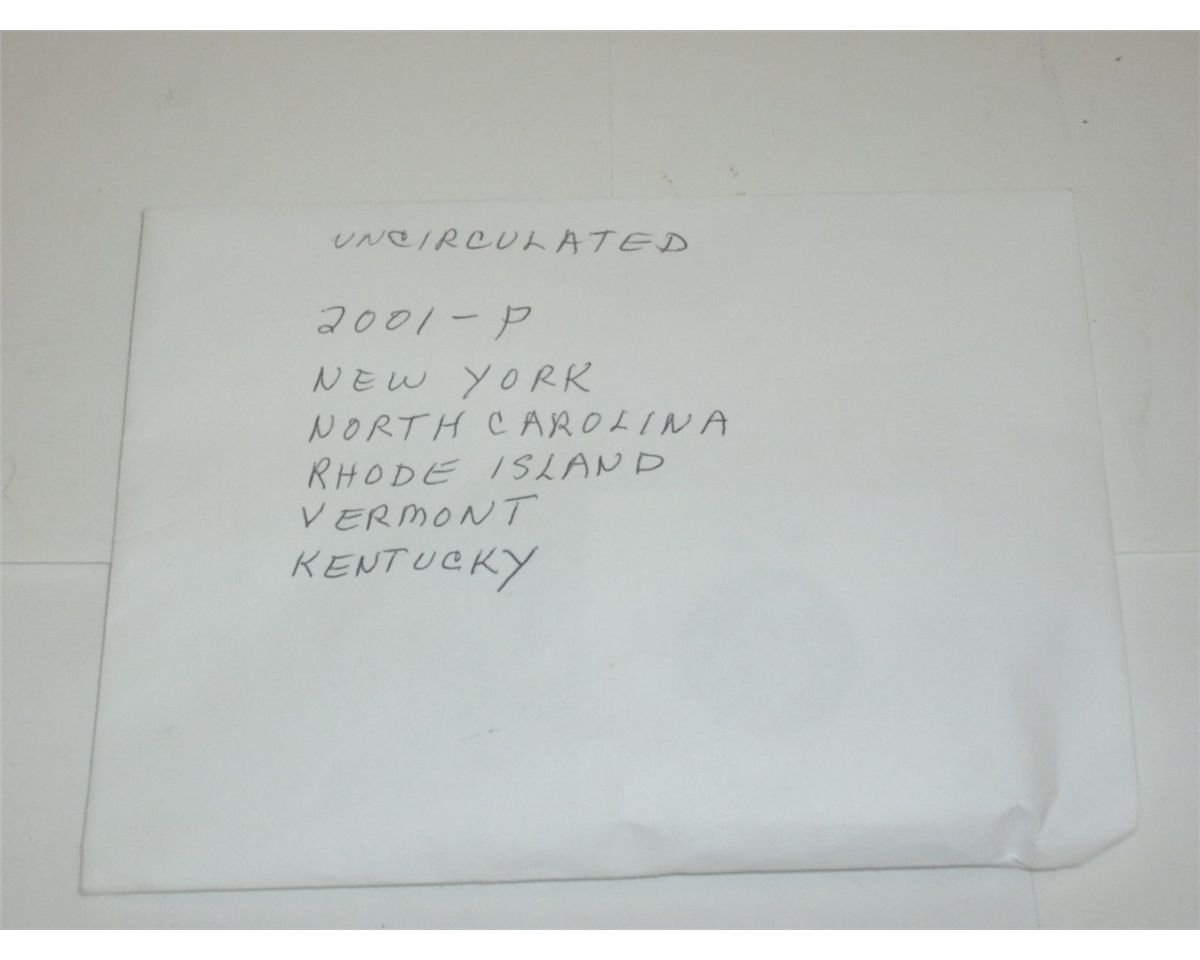 UNCIRCULATED
2001-P
NEW YORK
NORTH CAROLINA
RHODE ISLAND
VERMONT
KENTUCKY